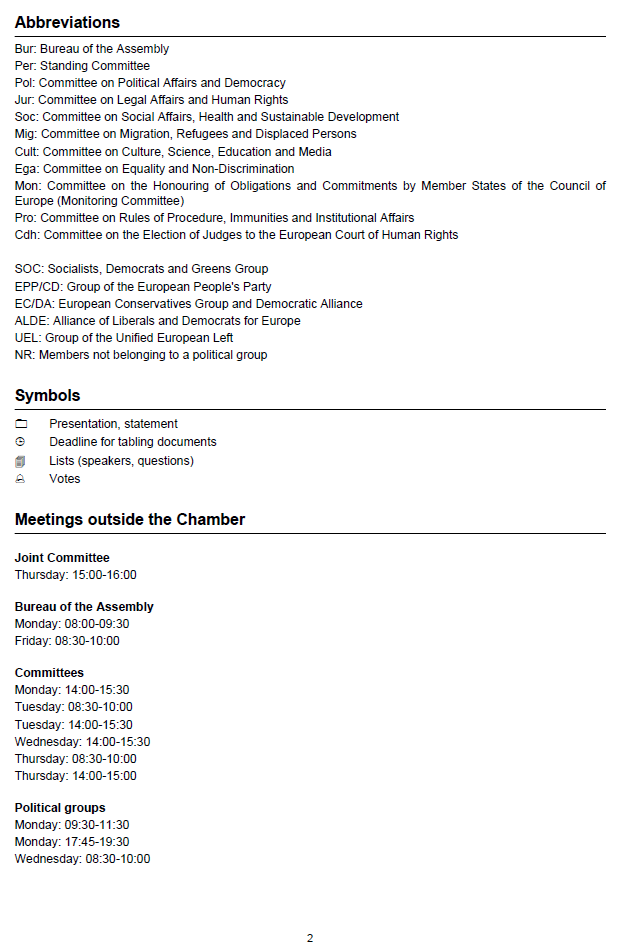 Abbreviations
Bur: Bureau of the Assembly
Per: Standing Committee
Pol: Committee on Political Affairs and Democracy
Jur: Committee on Legal Affairs and Human Rights
Soc: Committee on Social Affairs, Health and Sustainable Development
Mig: Committee on Migration, Refugees and Displaced Persons
Cult: Committee on Culture, Science, Education and Media
Ega: Committee on Equality and Non-Discrimination
Mon: Committee on the Honouring of Obligations and Commitments by Member States of the Council of
Europe (Monitoring Committee)
Pro: Committee on Rules of Procedure, Immunities and Institutional Affairs
Cdh: Committee on the Election of Judges to the European Court of Human Rights
SOC: Socialists, Democrats and Greens Group
EPP/CD: Group of the European People's Party
EC/DA: European Conservatives Group and Democratic Alliance
ALDE: Alliance of Liberals and Democrats for Europe
UEL: Group of the Unified European Left
NR: Members not belonging to a political group
Symbols
Presentation, statement
Deadline for tabling documents
Lists (speakers, questions)
Votes
Meetings outside the Chamber
Joint Committee
Thursday: 15:00-16:00
Bureau of the Assembly
Monday: 08:00-09:30
Friday: 08:30-10:00
Committees
Monday: 14:00-15:30
Tuesday: 08:30-10:00
Tuesday: 14:00-15:30
Wednesday: 14:00-15:30
Thursday: 08:30-10:00
Thursday: 14:00-15:00
Political groups
Monday: 09:30-11:30
Monday: 17:45-19:30
Wednesday: 08:30-10:00
2